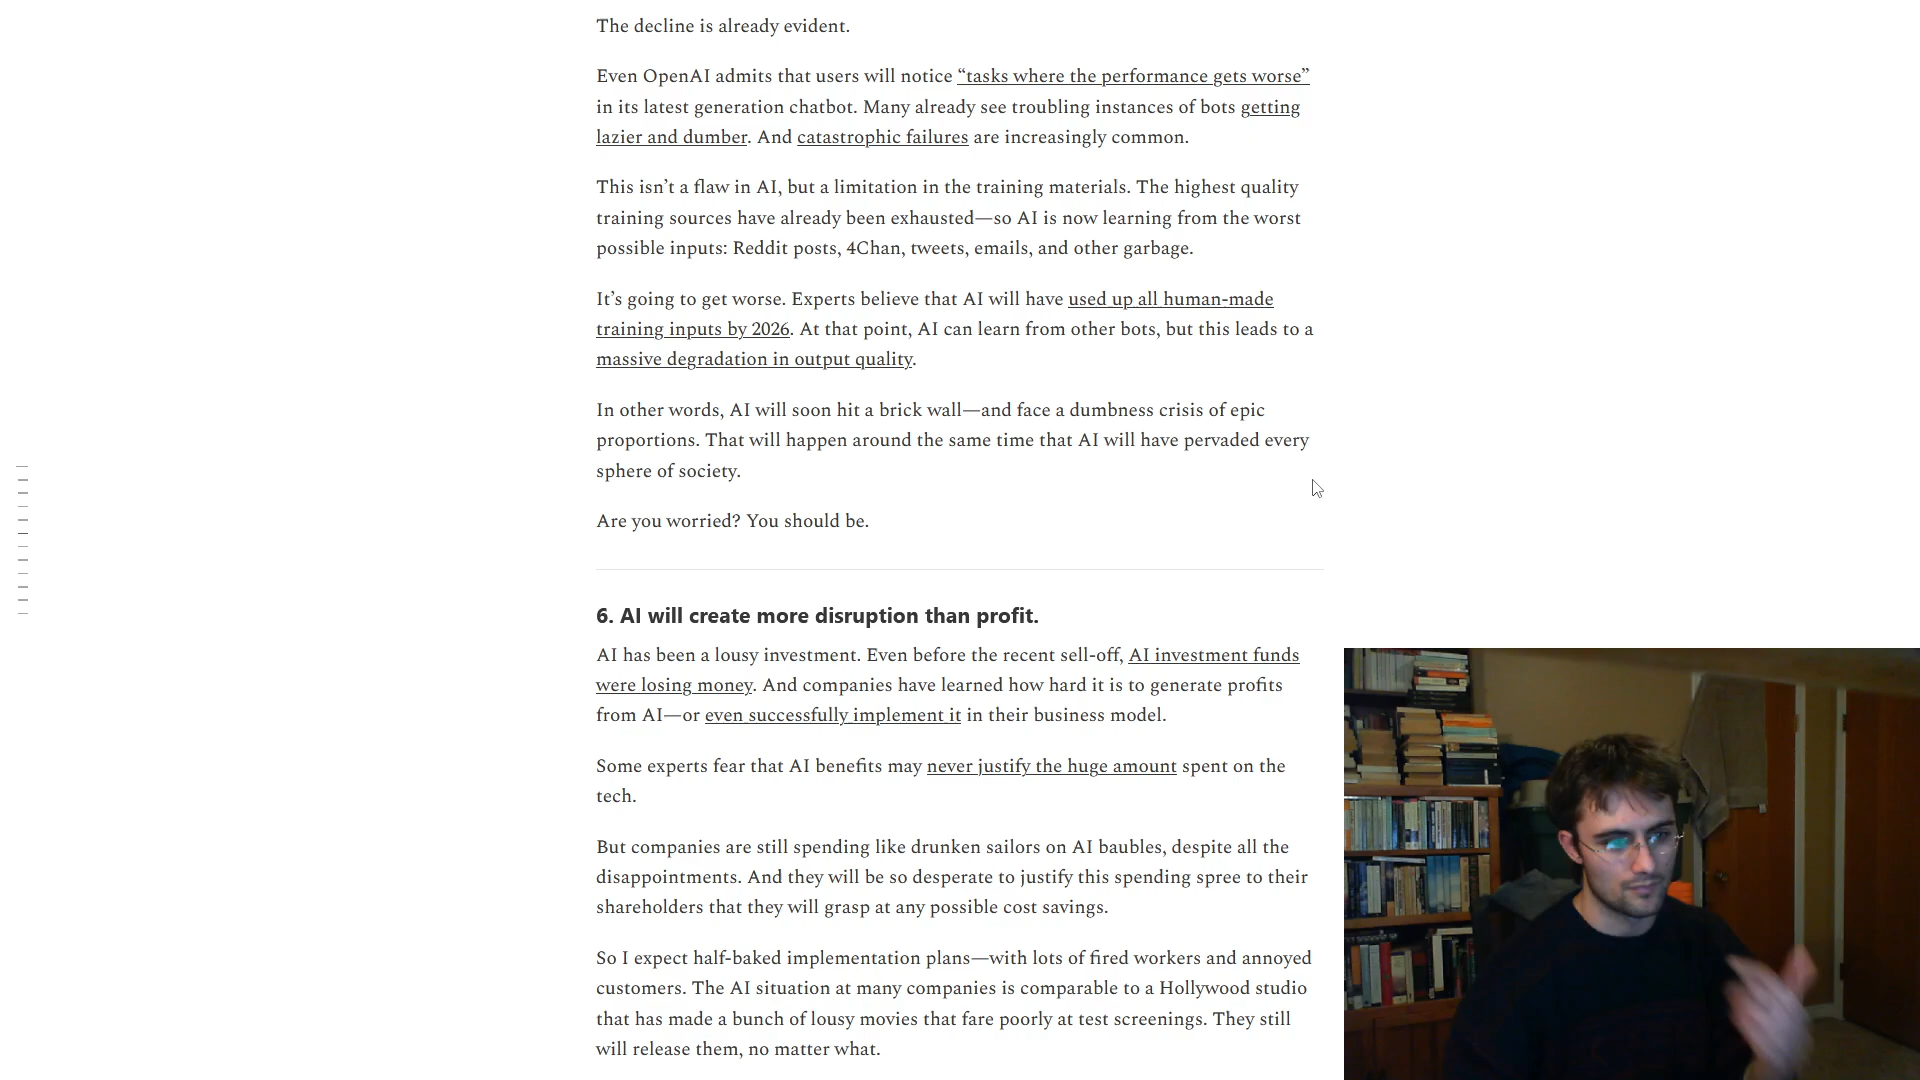 The decline is already evident.
Even OpenAI admits that users will notice “tasks where the performance gets worse”
in its latest generation chatbot. Many already see troubling instances of bots getting
lazier and dumber. And catastrophic failures are increasingly common.
This isn’t a flaw in AI, but a limitation in the training materials. The highest quality
training sources have already been exhausted—so AI is now learning from the worst
possible inputs: Reddit posts, 4Chan, tweets, emails, and other garbage.
It’s going to get worse. Experts believe that AI will have used up all human-made
training inputs by 2026. At that point, AI can learn from other bots, but this leads to a
massive degradation in output quality.
In other words, AI will soon hit a brick wall—and face a dumbness crisis of epic
proportions. That will happen around the same time that AI will have pervaded every
sphere of society.
Are you worried? You should be.
6. AI will create more disruption than profit.
AI has been a lousy investment. Even before the recent sell-off, AI investment funds
were losing money. And companies have learned how hard it is to generate profits
from AI—or even successfully implement it in their business model.
Some experts fear that AI benefits may never justify the huge amount spent on the
tech.
But companies are still spending like drunken sailors on AI baubles, despite all the
disappointments. And they will be so desperate to justify this spending spree to their
shareholders that they will grasp at any possible cost savings.
So I expect half-baked implementation plans—with lots of fired workers and annoyed
customers. The AI situation at many companies is comparable to a Hollywood studio
that has made a bunch of lousy movies that fare poorly at test screenings. They still
will release them, no matter what.